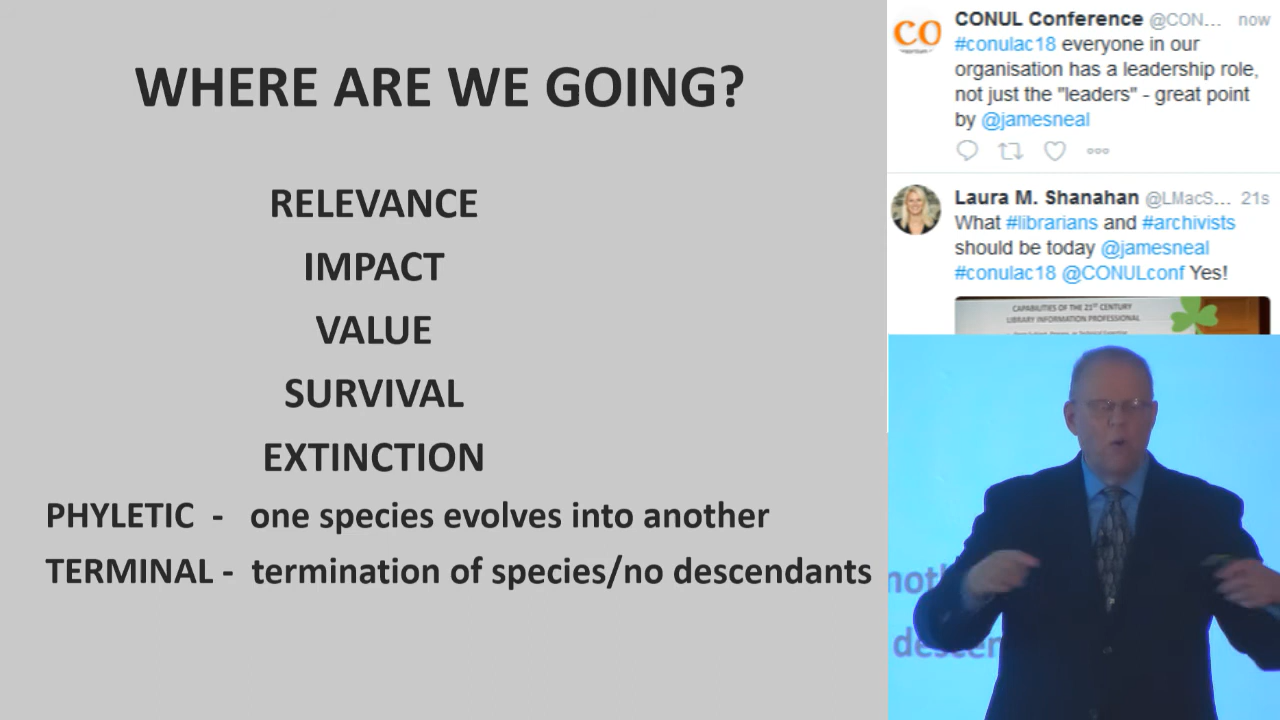 WHERE ARE WE GOING?
RELEVANCE
IMPACT
VALUE
SURVIVAL
EXTINCTION
PHYLETIC - one species evolves into another
TERMINAL - termination of species/no descendants
CO
CONUL Conference @CON... now
#conulac18 everyone in our
organisation has a leadership role,
not just the "leaders" - great point
by @jamesneal
Laura M. Shanahan @LMacS... 21s
What #librarians and #archivists
should be today @jamesneal
#conulac18 @CONULconf Yes!
CAPABILITIES OF THE 21ST CENTURY
LIBRARY INFORMATION PROFESSIONAL